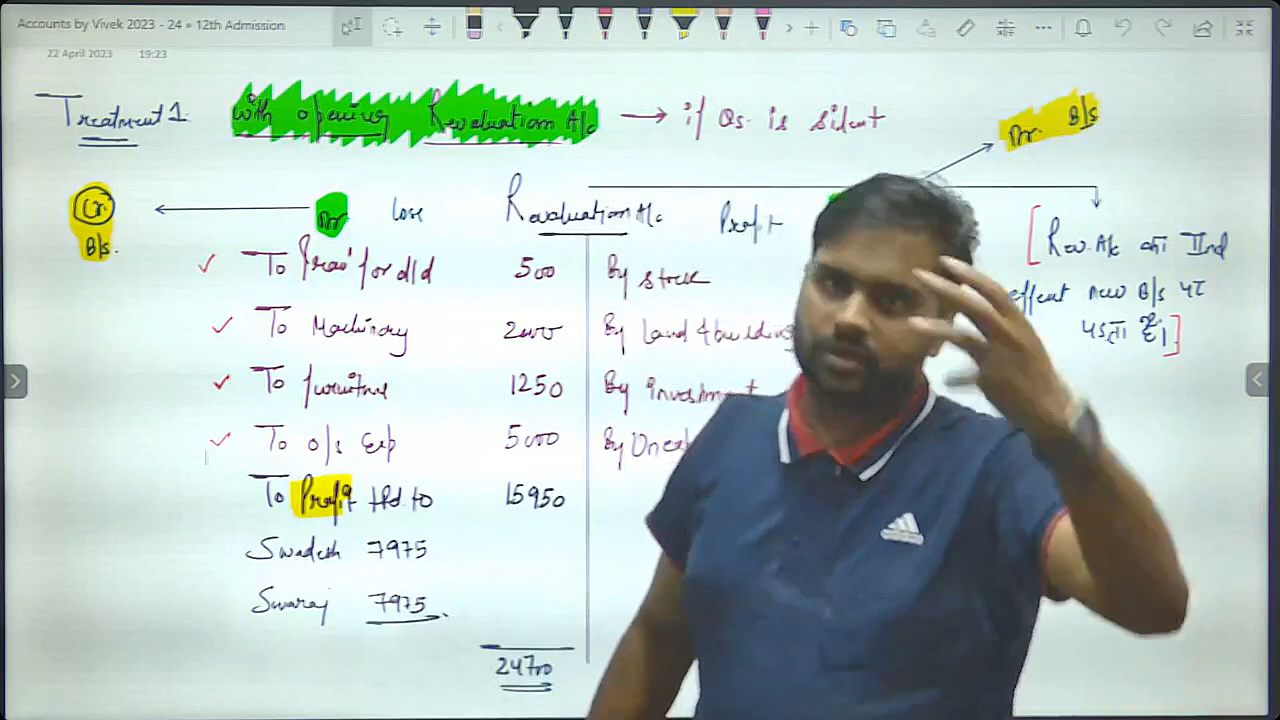 Accounts by Vivek 2023 - 24 » 12th Admission
22 April 2023 19:23
Treatment 1. with opening Revaluation A/c → if Qs. is silent
Dr. B/s
Cr.
B/s.
Dr Loss Revaluation A/c Profit
[Rev. A/c का IInd
effect new B/s पर
पड़ता है।]
To Provn for d/d 500 By Stock
To Machinery 2000 By Land & building
To furniture 1250 By Investment
To o/s Exp 5000
To Profit tfd. to 15950
Swadesh 7975
Swaraj 7975
24700